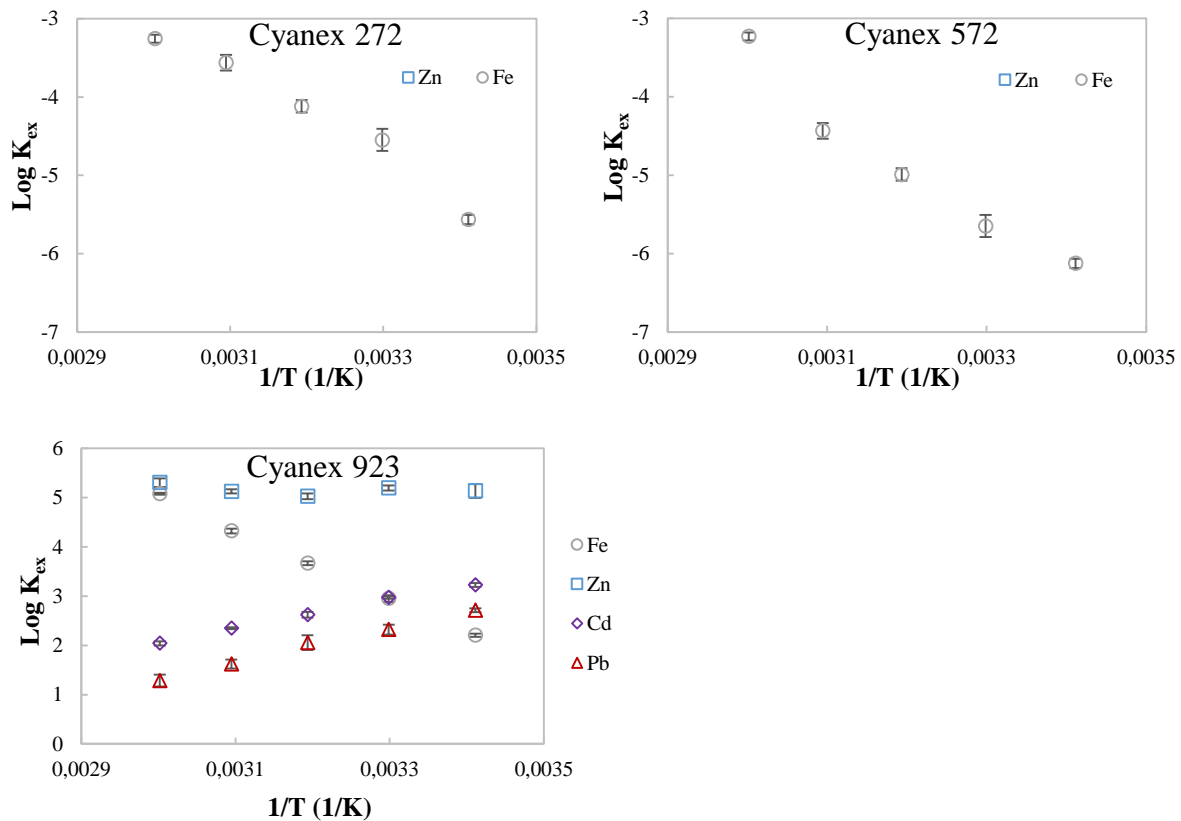 Cyanex 272
Zn Fe
-3
-4
-5
-6
-7
Log Kex
0,0029 0,0031 0,0033 0,0035
1/T (1/K)
Cyanex 572
Zn Fe
-3
-4
-5
-6
-7
Log Kex
0,0029 0,0031 0,0033 0,0035
1/T (1/K)
Cyanex 923
6
5
4
3
2
1
0
Log Kex
0,0029 0,0031 0,0033 0,0035
1/T (1/K)
Fe
Zn
Cd
Pb